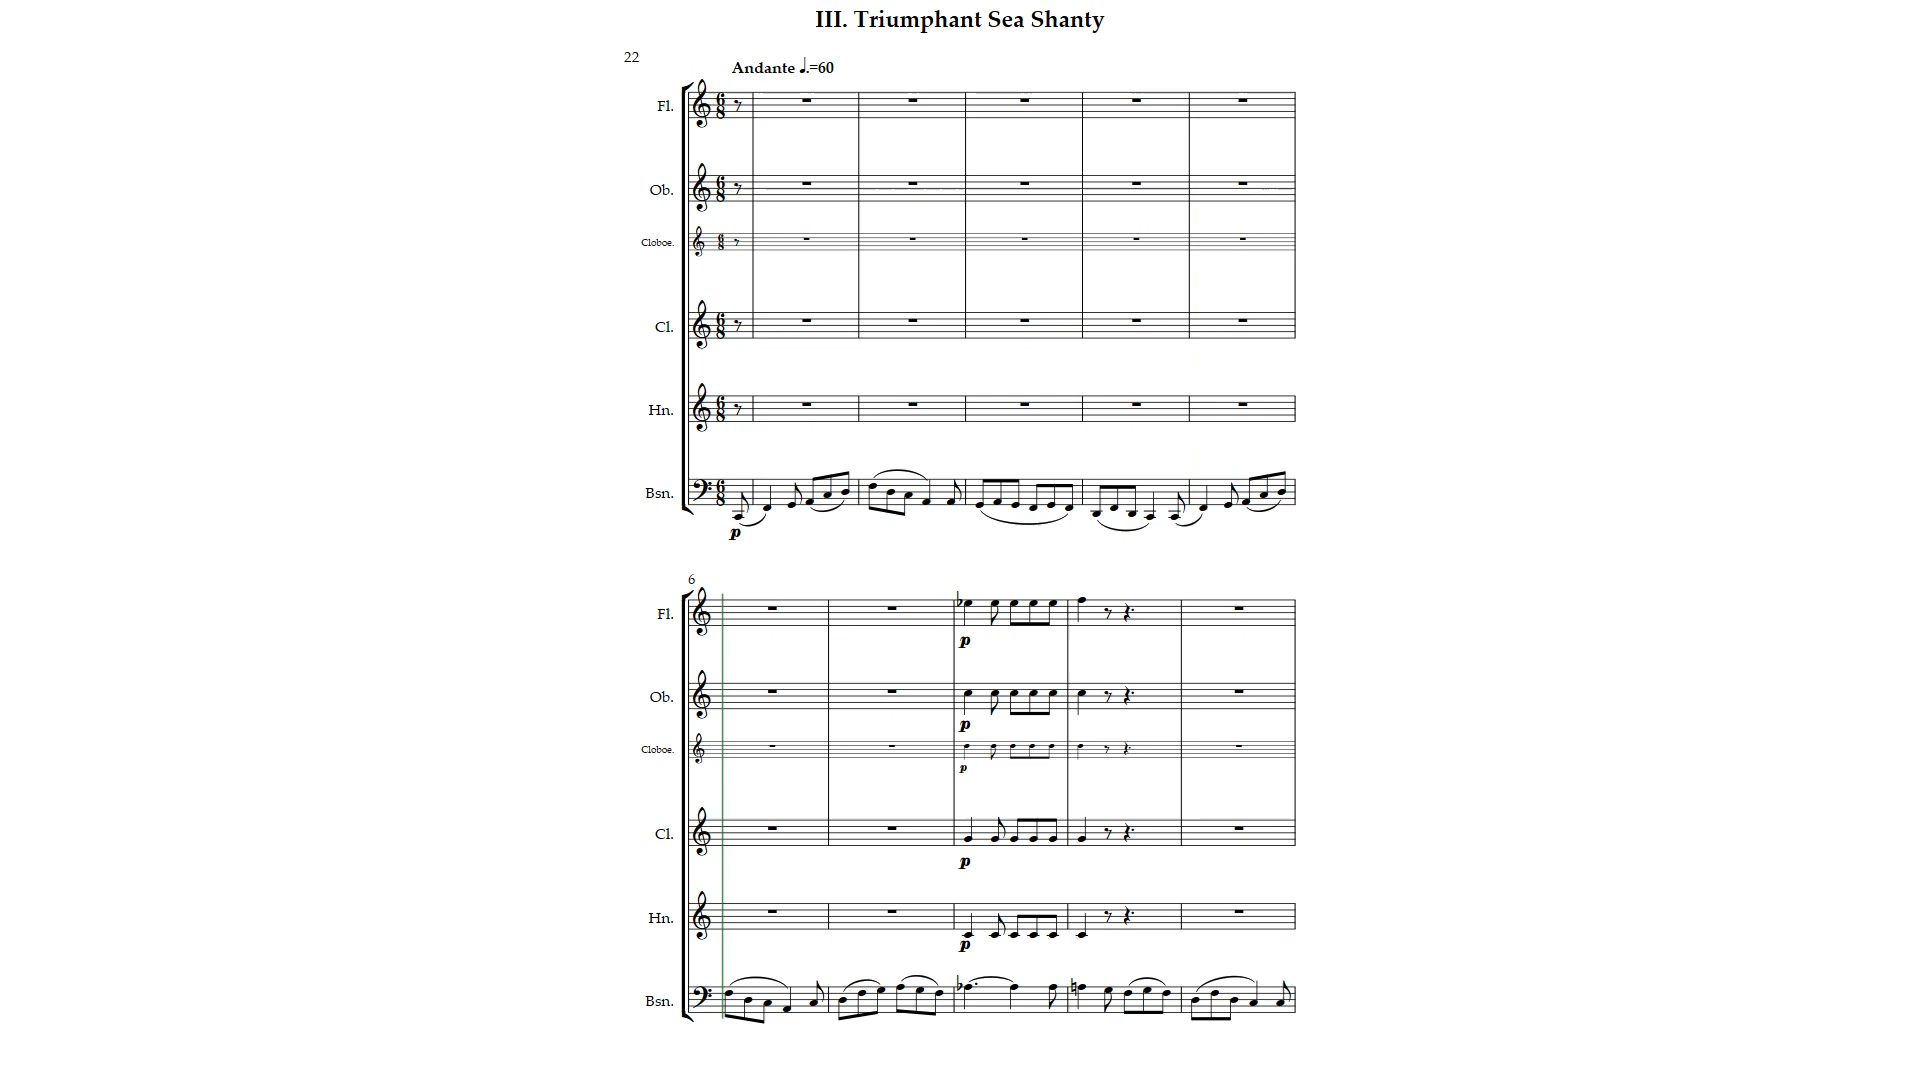 III. Triumphant Sea Shanty
22
Andante ♩.=60
Fl.
Ob.
Cloboe.
Cl.
Hn.
Bsn.
p
6
Fl.
p
Ob.
p
Cloboe.
p
Cl.
p
Hn.
p
Bsn.